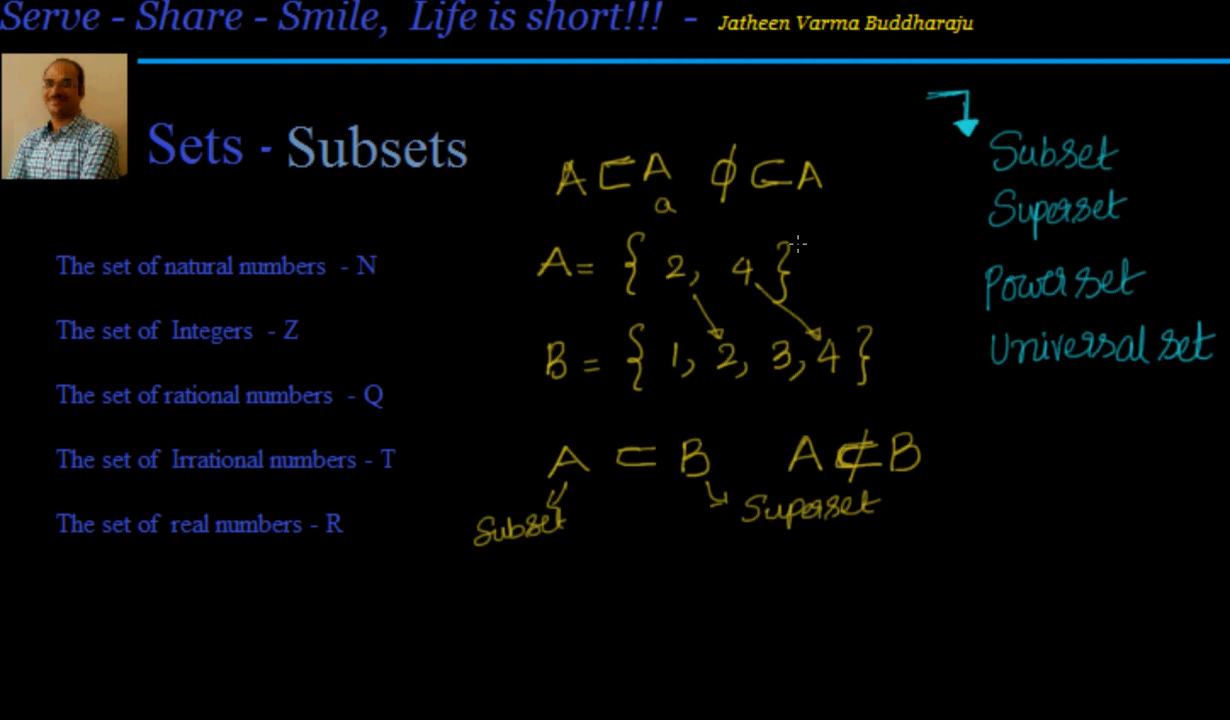 Serve - Share - Smile, Life is short!!! - Jatheen Varma Buddharaju
Sets - Subsets
The set of natural numbers - N
The set of Integers - Z
The set of rational numbers - Q
The set of Irrational numbers - T
The set of real numbers - R
A ⊂ A ϕ ⊂ A
a
A = { 2, 4 }
B = { 1, 2, 3, 4 }
A ⊂ B A ⊄ B
Subset Superset
Subset
Superset
Power set
Universal set